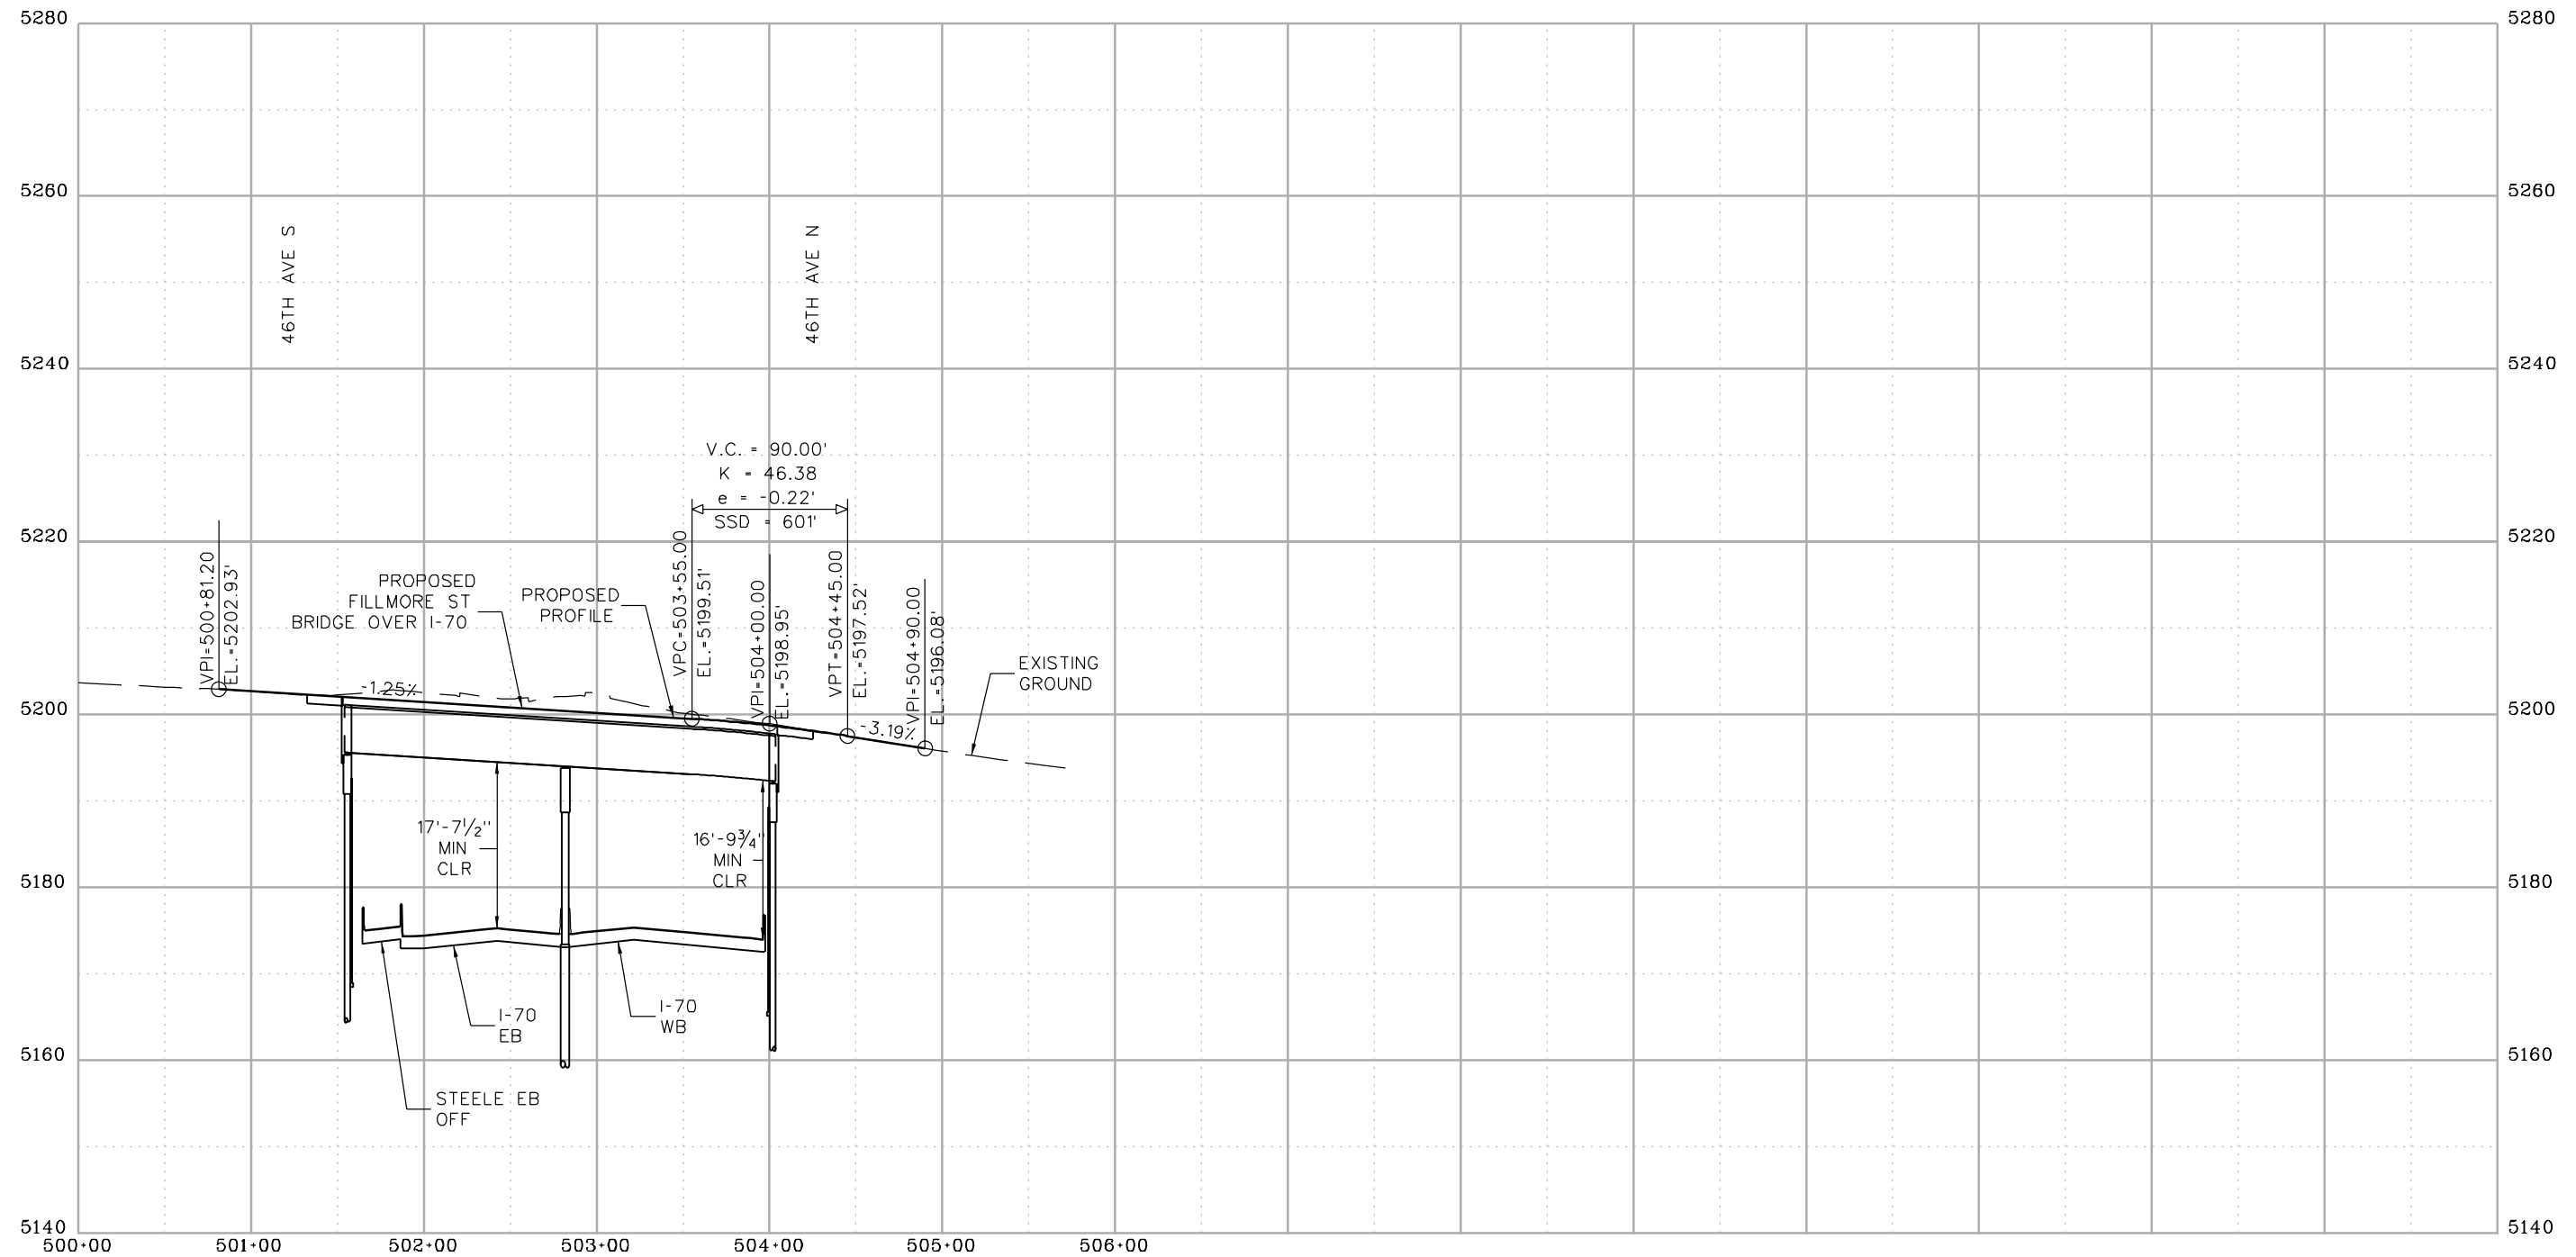 5280
5280
5260
5260
46TH AVE S
46TH AVE N
5240
5240
V.C. = 90.00'
K = 46.38
e = -0.22'
SSD = 601'
5220
5220
VPI=500+81.20
EL.=5202.93'
PROPOSED
FILLMORE ST
BRIDGE OVER I-70
PROPOSED
PROFILE
VPC=503+55.00
EL.=5199.51'
VPI=504+00.00
EL.=5198.95'
VPT=504+45.00
EL.=5197.52'
VPI=504+90.00
EL.=5196.08'
EXISTING
GROUND
-1.25%
-3.19%
5200
5200
17'-7½"
MIN
CLR
16'-9¾"
MIN
CLR
5180
5180
I-70
EB
I-70
WB
5160
5160
STEELE EB
OFF
5140
5140
500+00
501+00
502+00
503+00
504+00
505+00
506+00